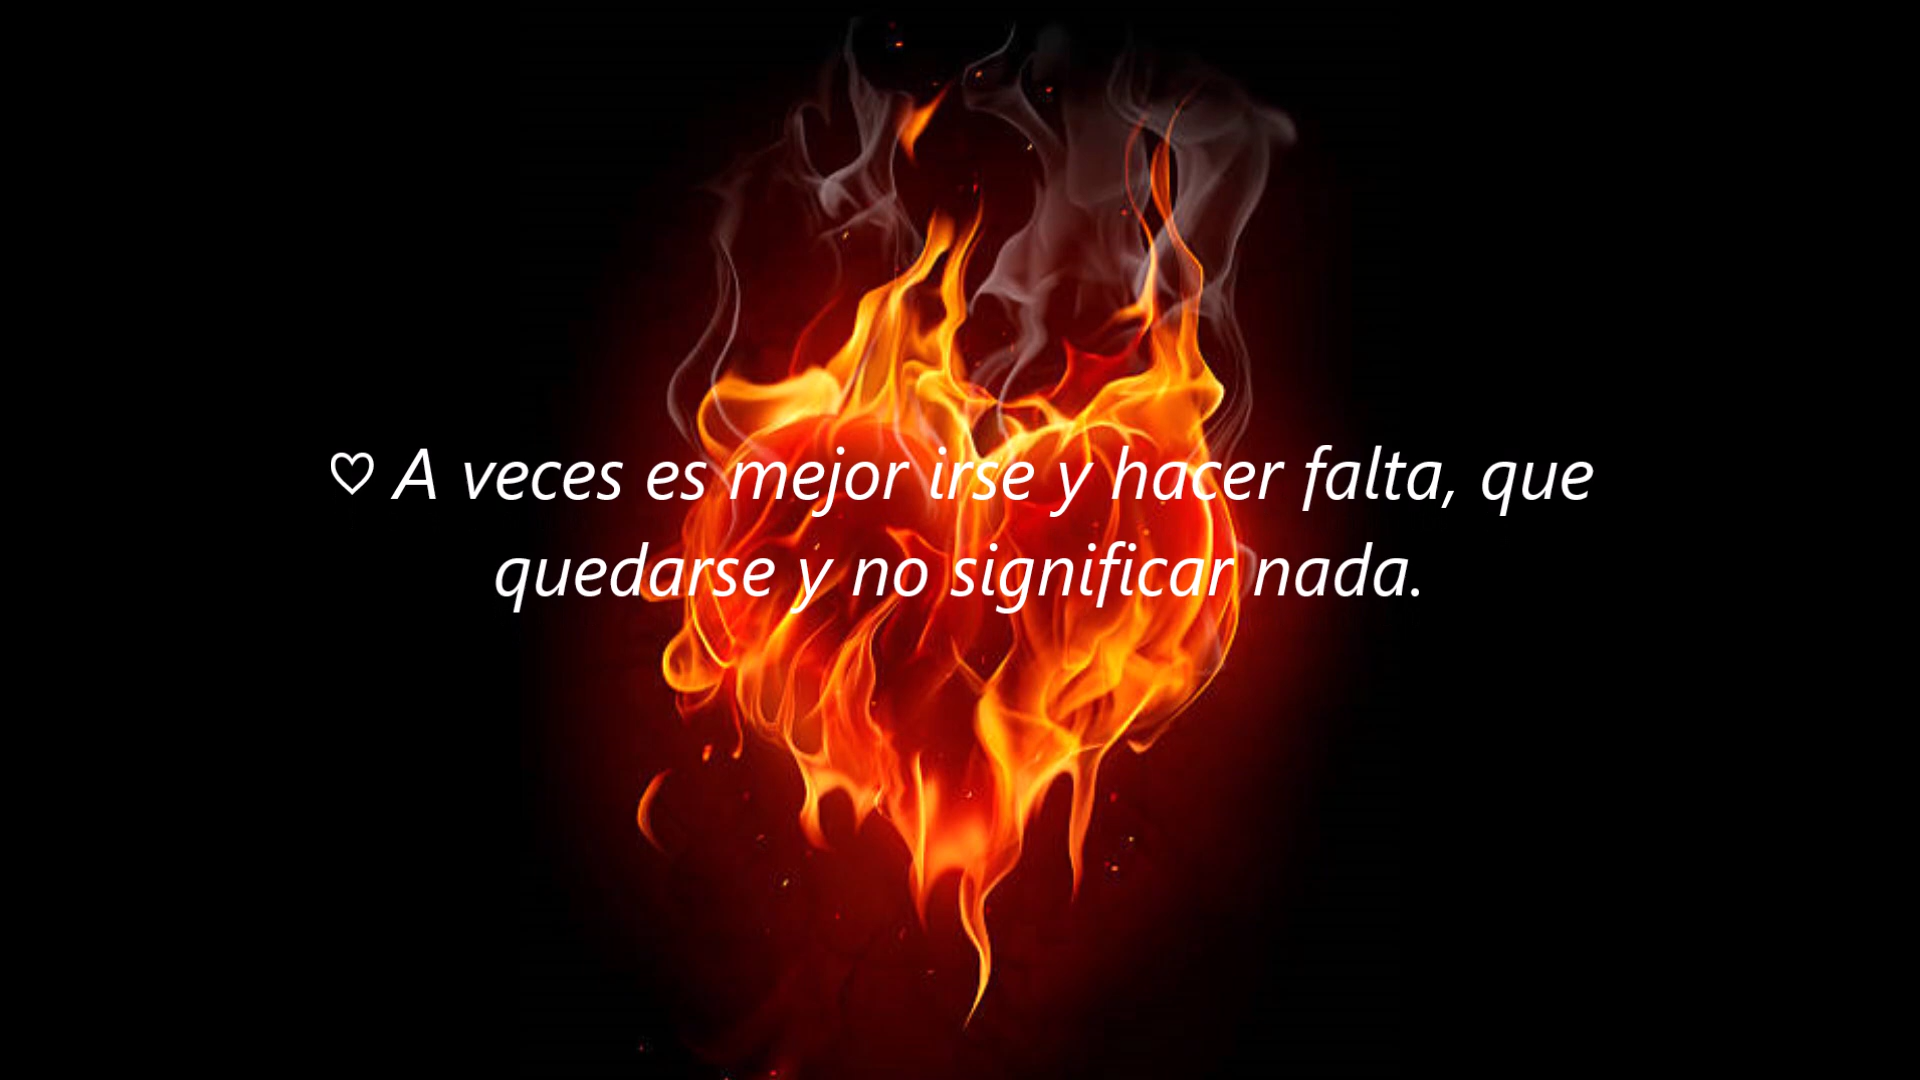 ♡ A veces es mejor irse y hacer falta, que
quedarse y no significar nada.